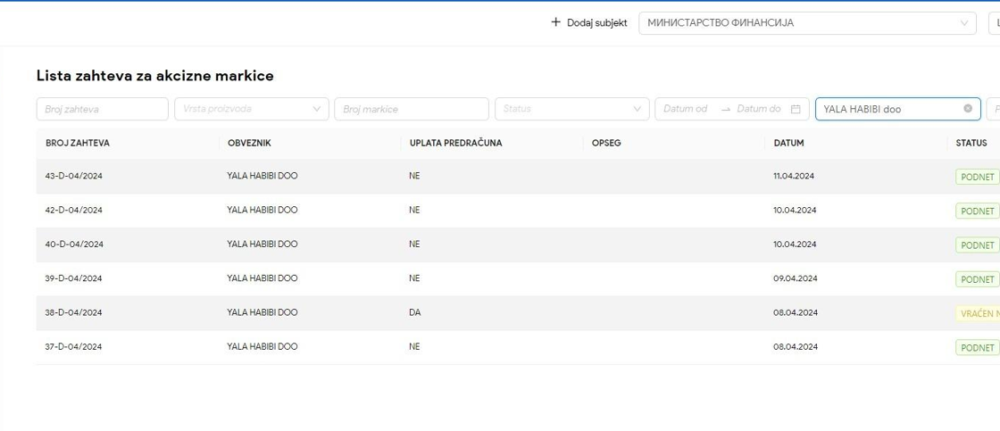 + Dodaj subjekt МИНИСТАРСТВО ФИНАНСИЈА
Lista zahteva za akcizne markice
Broj zahteva Vrsta proizvoda Broj markice Status Datum od → Datum do YALA HABIBI doo
BROJ ZAHTEVA OBVEZNIK UPLATA PREDRAČUNA OPSEG DATUM STATUS
43-D-04/2024 YALA HABIBI DOO NE 11.04.2024 PODNET
42-D-04/2024 YALA HABIBI DOO NE 10.04.2024 PODNET
40-D-04/2024 YALA HABIBI DOO NE 10.04.2024 PODNET
39-D-04/2024 YALA HABIBI DOO NE 09.04.2024 PODNET
38-D-04/2024 YALA HABIBI DOO DA 08.04.2024 VRAĆEN N
37-D-04/2024 YALA HABIBI DOO NE 08.04.2024 PODNET